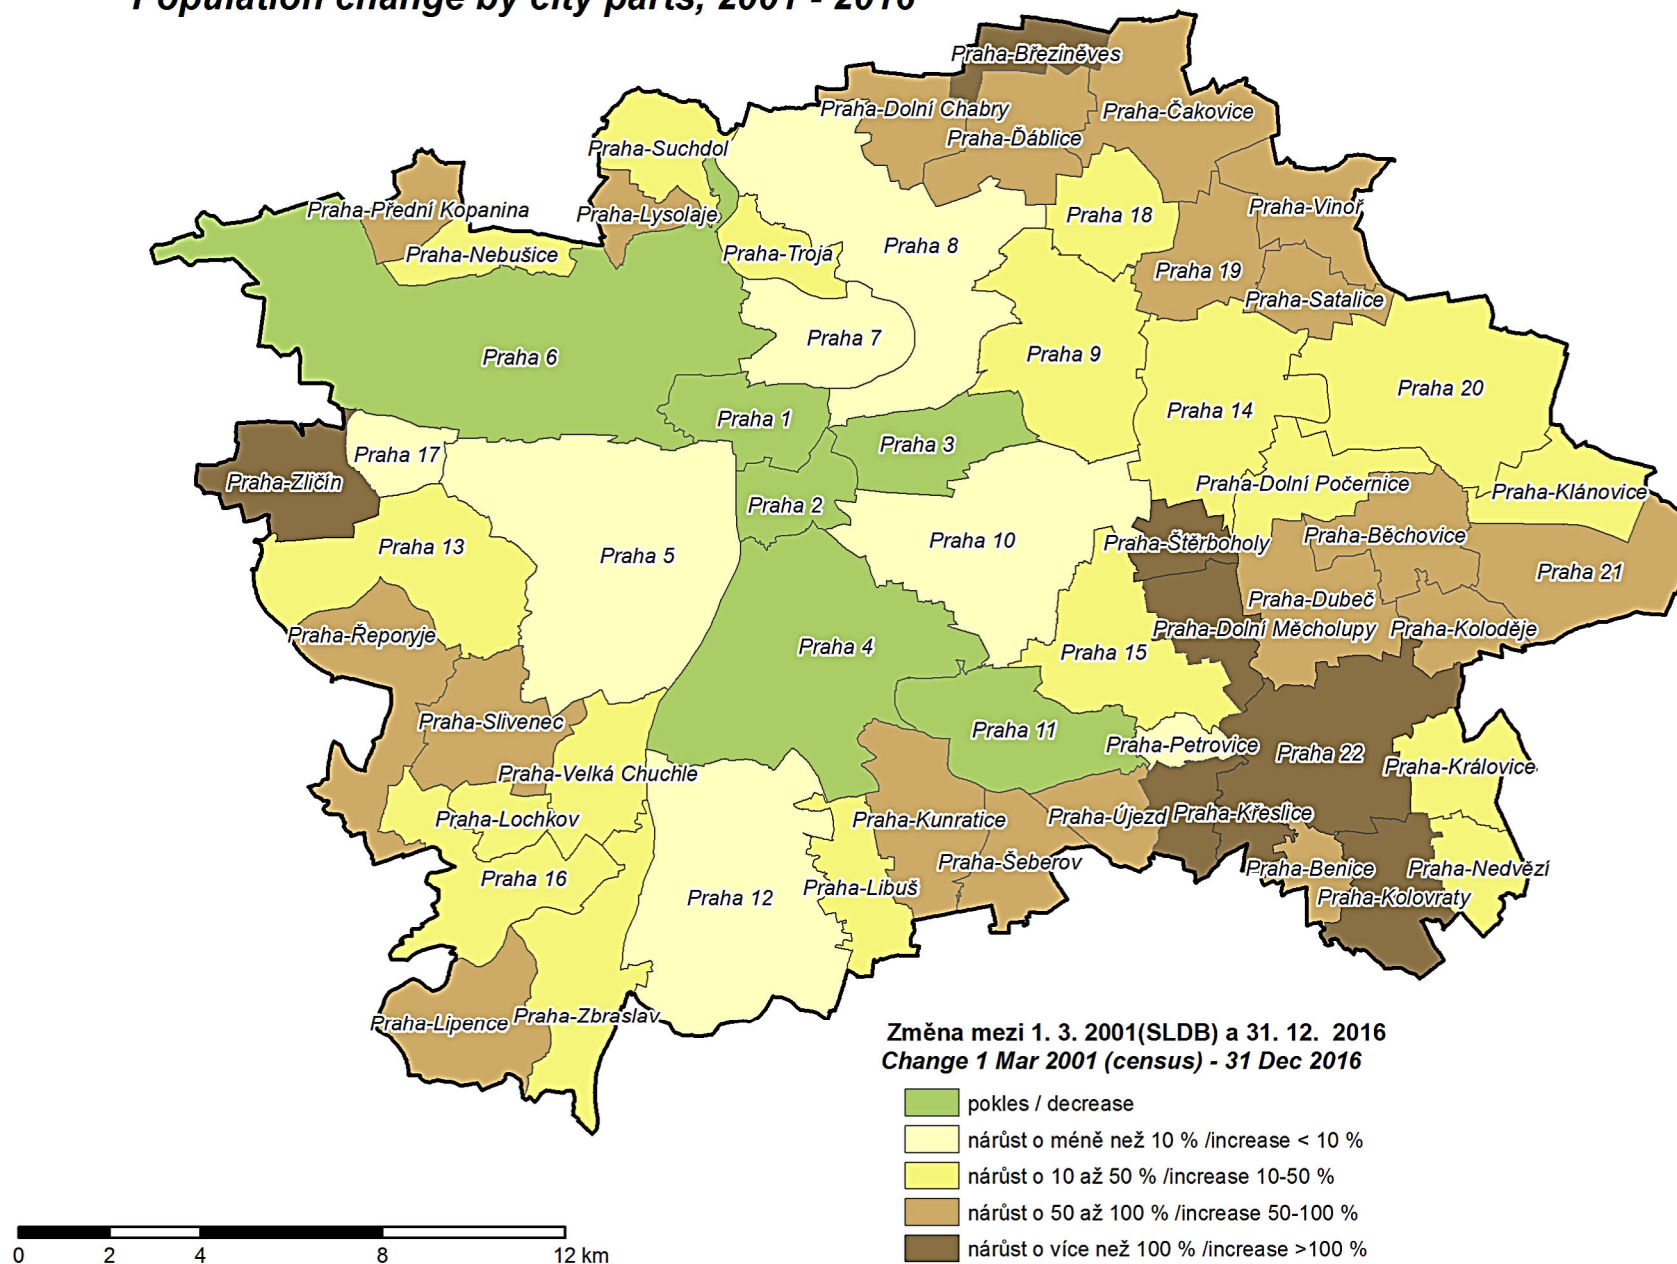 Population change by city parts, 2001 - 2016
Praha-Březiněves
Praha-Dolní Chabry
Praha-Čakovice
Praha-Ďáblice
Praha-Suchdol
Praha-Přední Kopanina
Praha-Lysolaje
Praha 18
Praha-Vinoř
Praha-Nebušice
Praha-Troja
Praha 8
Praha 19
Praha-Satalice
Praha 6
Praha 7
Praha 9
Praha 20
Praha 1
Praha 14
Praha 3
Praha 17
Praha-Zličín
Praha-Dolní Počernice
Praha-Klánovice
Praha 2
Praha 13
Praha 5
Praha 10
Praha-Štěrboholy
Praha-Běchovice
Praha 21
Praha-Dubeč
Praha-Řeporyje
Praha 4
Praha-Dolní Měcholupy
Praha-Koloděje
Praha 15
Praha-Slivenec
Praha 11
Praha-Petrovice
Praha 22
Praha-Královice
Praha-Velká Chuchle
Praha-Lochkov
Praha-Kunratice
Praha-Újezd
Praha-Křeslice
Praha-Šeberov
Praha 16
Praha-Libuš
Praha-Benice
Praha-Nedvězí
Praha 12
Praha-Kolovraty
Praha-Lipence
Praha-Zbraslav
Změna mezi 1. 3. 2001(SLDB) a 31. 12. 2016
Change 1 Mar 2001 (census) - 31 Dec 2016
pokles / decrease
nárůst o méně než 10 % /increase < 10 %
nárůst o 10 až 50 % /increase 10-50 %
nárůst o 50 až 100 % /increase 50-100 %
nárůst o více než 100 % /increase >100 %
0 2 4 8 12 km